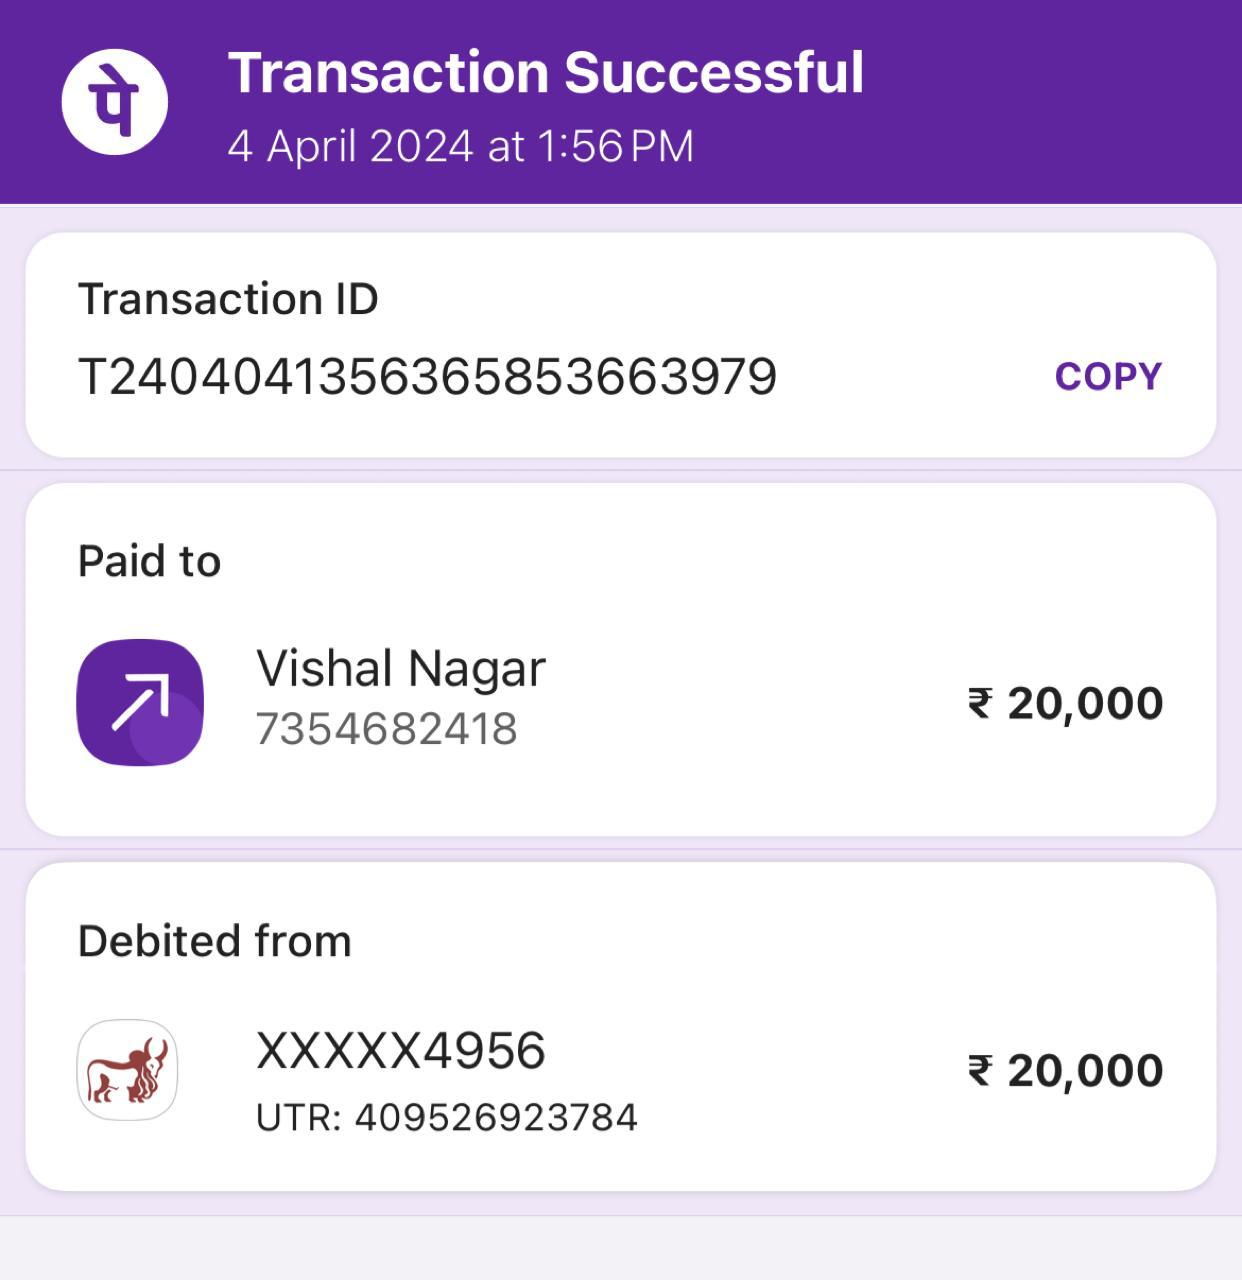 पे
Transaction Successful
4 April 2024 at 1:56 PM
Transaction ID
T2404041356365853663979
COPY
Paid to
Vishal Nagar
7354682418
₹ 20,000
Debited from
XXXXX4956
₹ 20,000
UTR: 409526923784